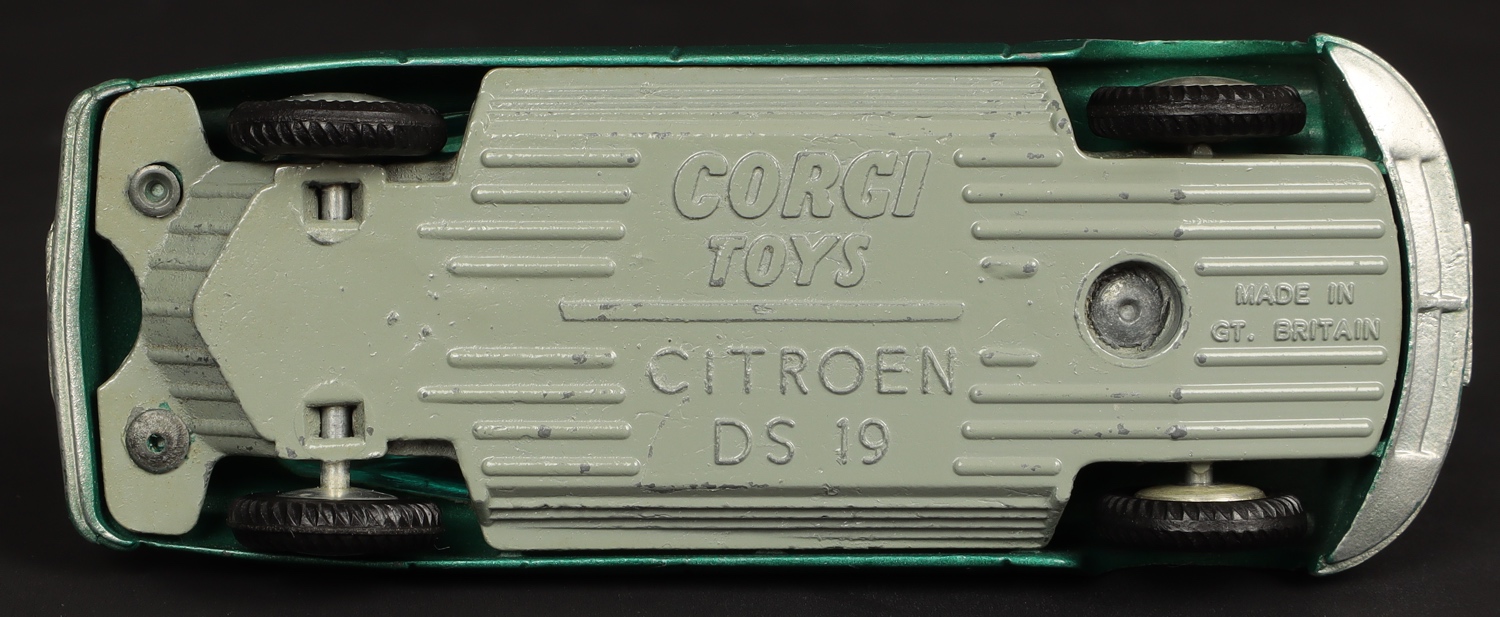 CORGI
TOYS
CITROEN
DS 19
MADE IN
GT. BRITAIN